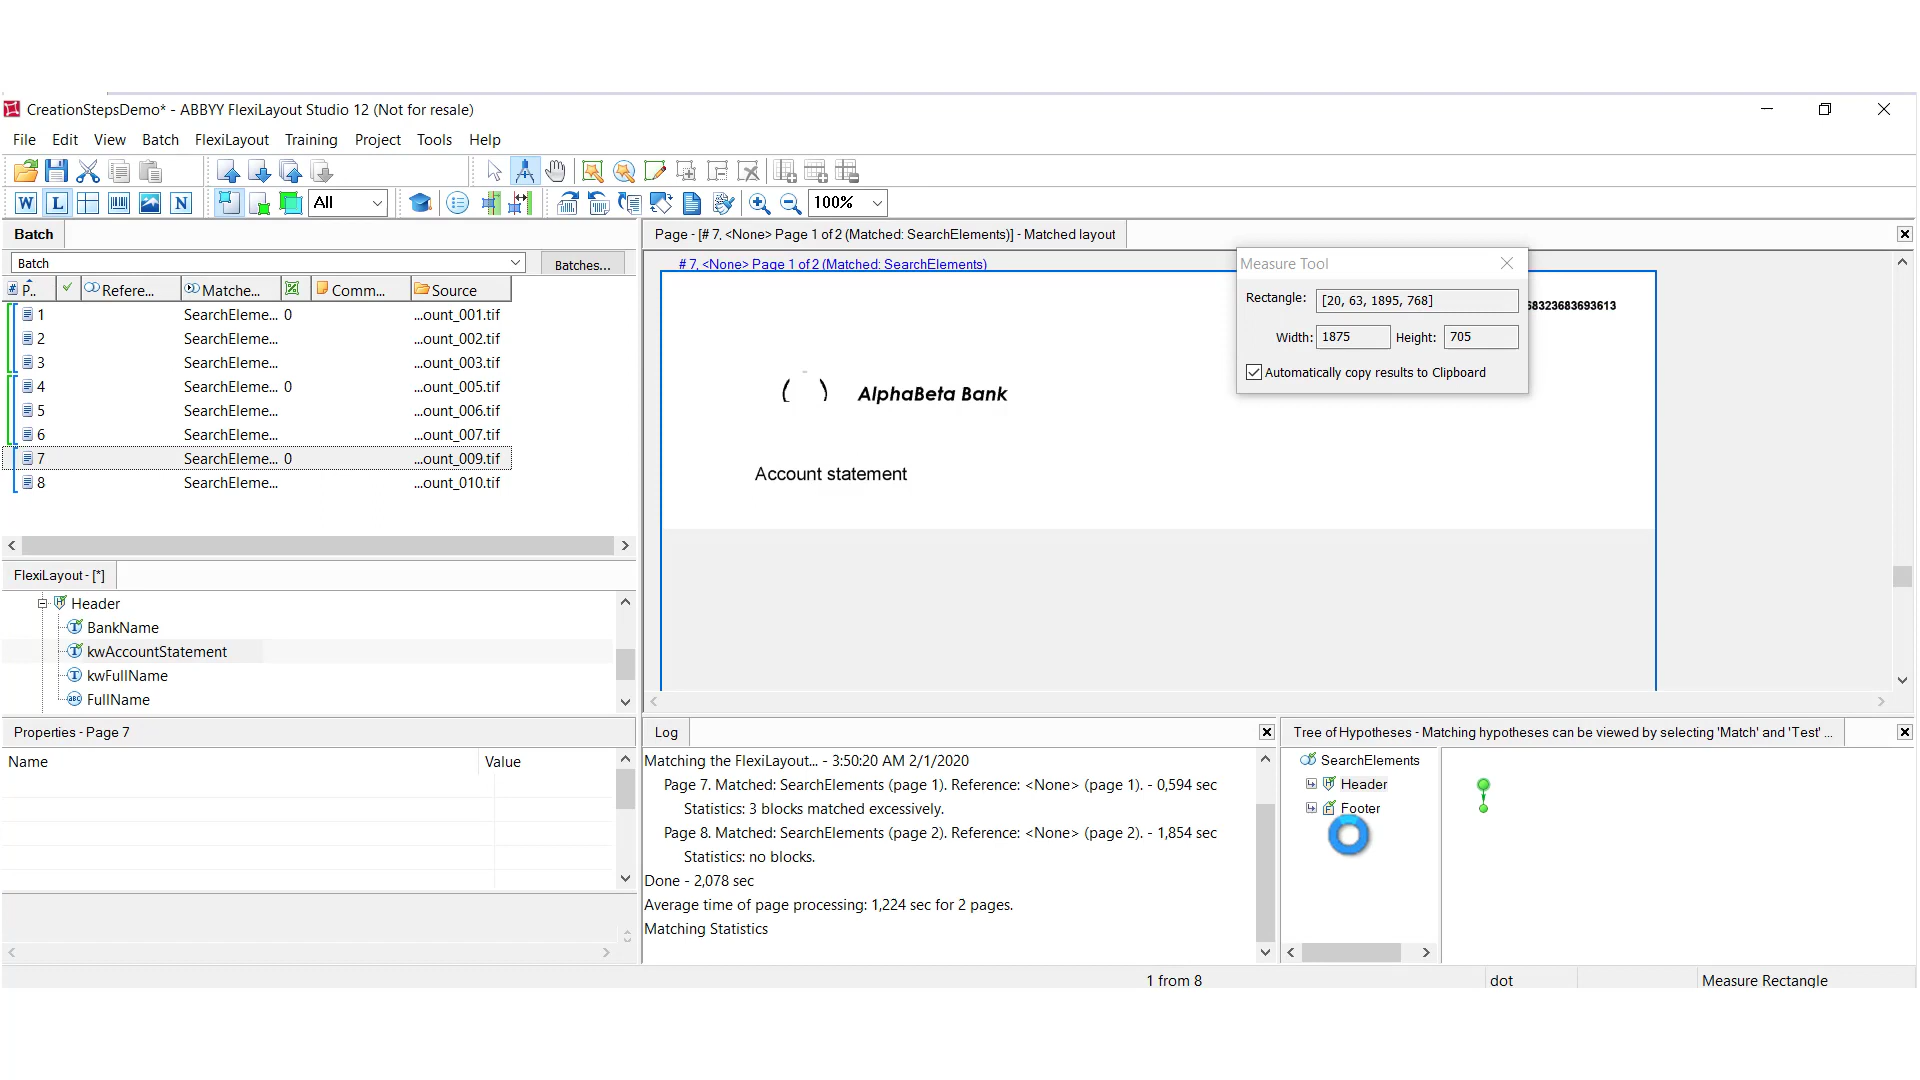 CreationStepsDemo* - ABBYY FlexiLayout Studio 12 (Not for resale)
File Edit View Batch FlexiLayout Training Project Tools Help
W L N All 100%
Batch
Batch
Batches...
# P.. Refere... Matche... Comm... Source
1 SearchEleme... 0 ...ount_001.tif
2 SearchEleme... ...ount_002.tif
3 SearchEleme... ...ount_003.tif
4 SearchEleme... 0 ...ount_005.tif
5 SearchEleme... ...ount_006.tif
6 SearchEleme... ...ount_007.tif
7 SearchEleme... 0 ...ount_009.tif
8 SearchEleme... ...ount_010.tif
FlexiLayout - [*]
Header
BankName
kwAccountStatement
kwFullName
FullName
Properties - Page 7
Name Value
Page - [# 7, <None> Page 1 of 2 (Matched: SearchElements)] - Matched layout
# 7, <None> Page 1 of 2 (Matched: SearchElements)
Measure Tool
Rectangle: [20, 63, 1895, 768]
Width: 1875 Height: 705
Automatically copy results to Clipboard
68323683693613
( ) AlphaBeta Bank
Account statement
Log
Matching the FlexiLayout... - 3:50:20 AM 2/1/2020
Page 7. Matched: SearchElements (page 1). Reference: <None> (page 1). - 0,594 sec
Statistics: 3 blocks matched excessively.
Page 8. Matched: SearchElements (page 2). Reference: <None> (page 2). - 1,854 sec
Statistics: no blocks.
Done - 2,078 sec
Average time of page processing: 1,224 sec for 2 pages.
Matching Statistics
Tree of Hypotheses - Matching hypotheses can be viewed by selecting 'Match' and 'Test' ...
SearchElements
Header
Footer
1 from 8 dot Measure Rectangle